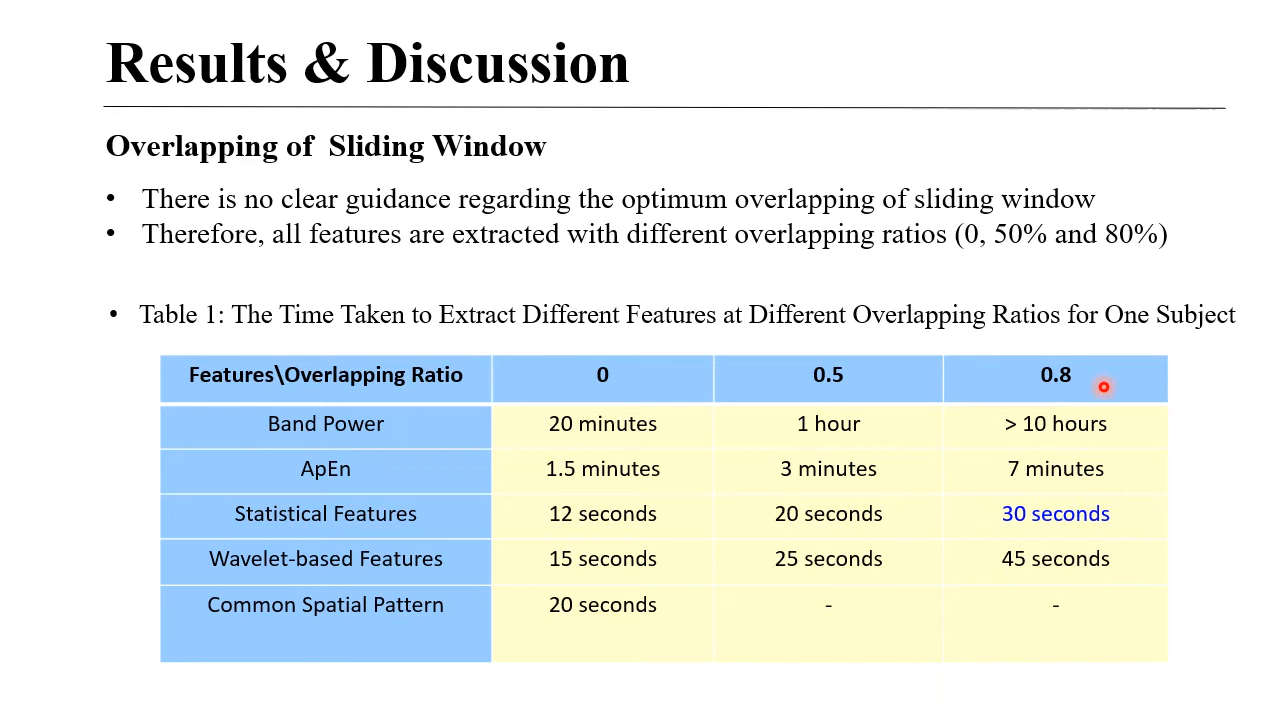 Results & Discussion
Overlapping of Sliding Window
• There is no clear guidance regarding the optimum overlapping of sliding window
• Therefore, all features are extracted with different overlapping ratios (0, 50% and 80%)
• Table 1: The Time Taken to Extract Different Features at Different Overlapping Ratios for One Subject
Features\Overlapping Ratio 0 0.5 0.8
Band Power 20 minutes 1 hour > 10 hours
ApEn 1.5 minutes 3 minutes 7 minutes
Statistical Features 12 seconds 20 seconds 30 seconds
Wavelet-based Features 15 seconds 25 seconds 45 seconds
Common Spatial Pattern 20 seconds - -